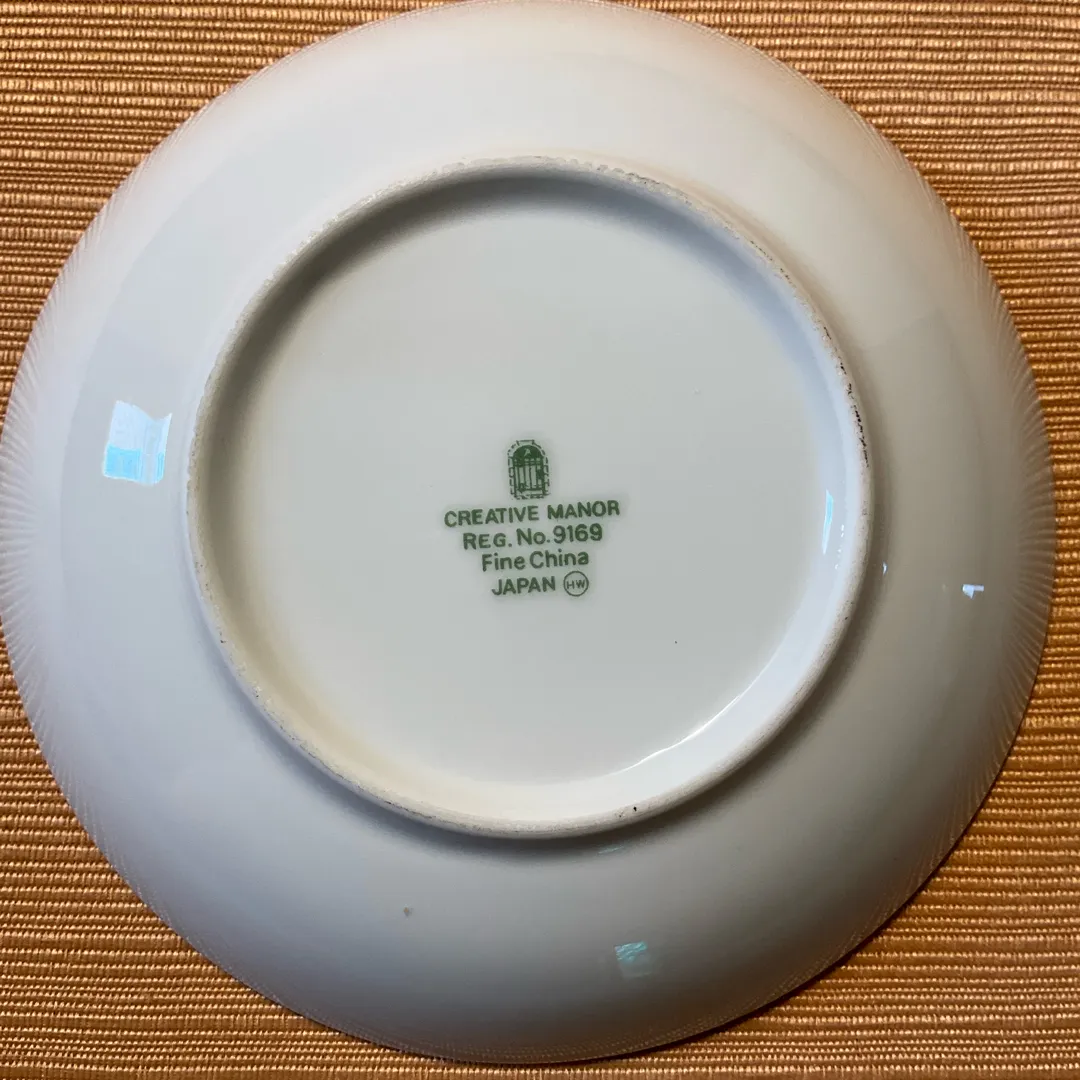 CREATIVE MANOR
REG. No. 9169
Fine China
JAPAN HW